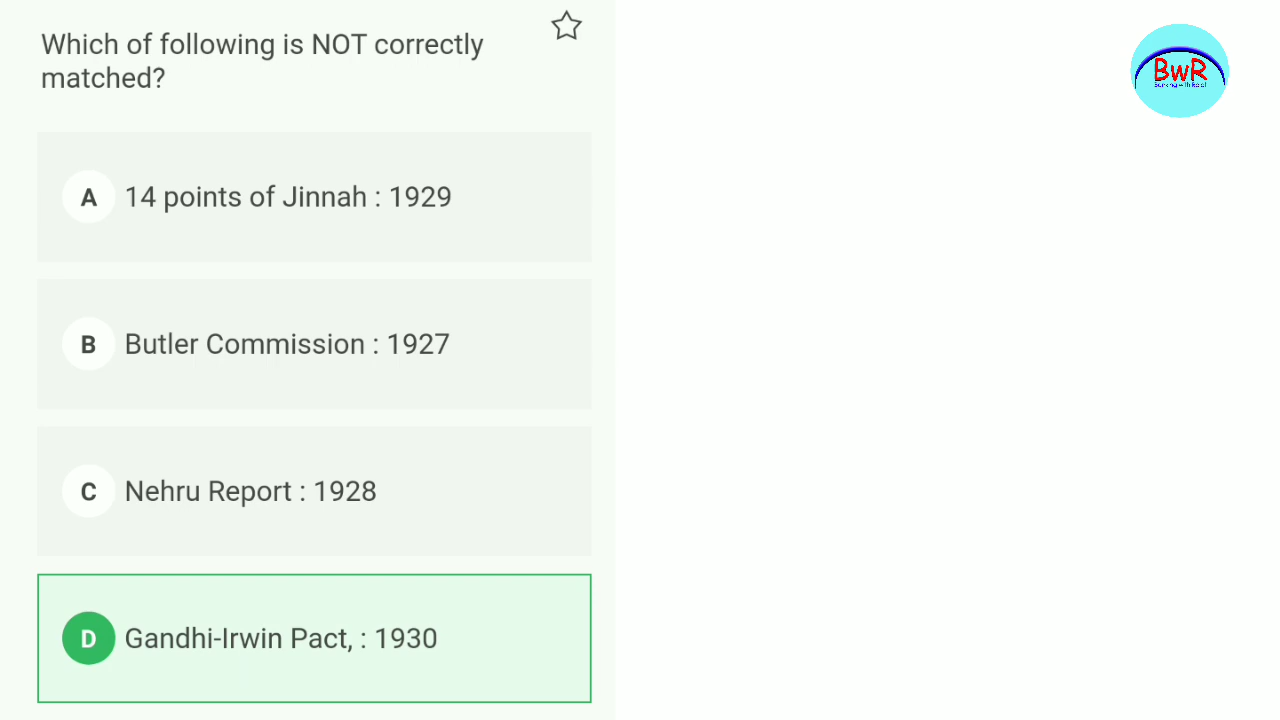 Which of following is NOT correctly
matched?
A 14 points of Jinnah : 1929
B Butler Commission : 1927
C Nehru Report : 1928
D Gandhi-Irwin Pact, : 1930
BwR